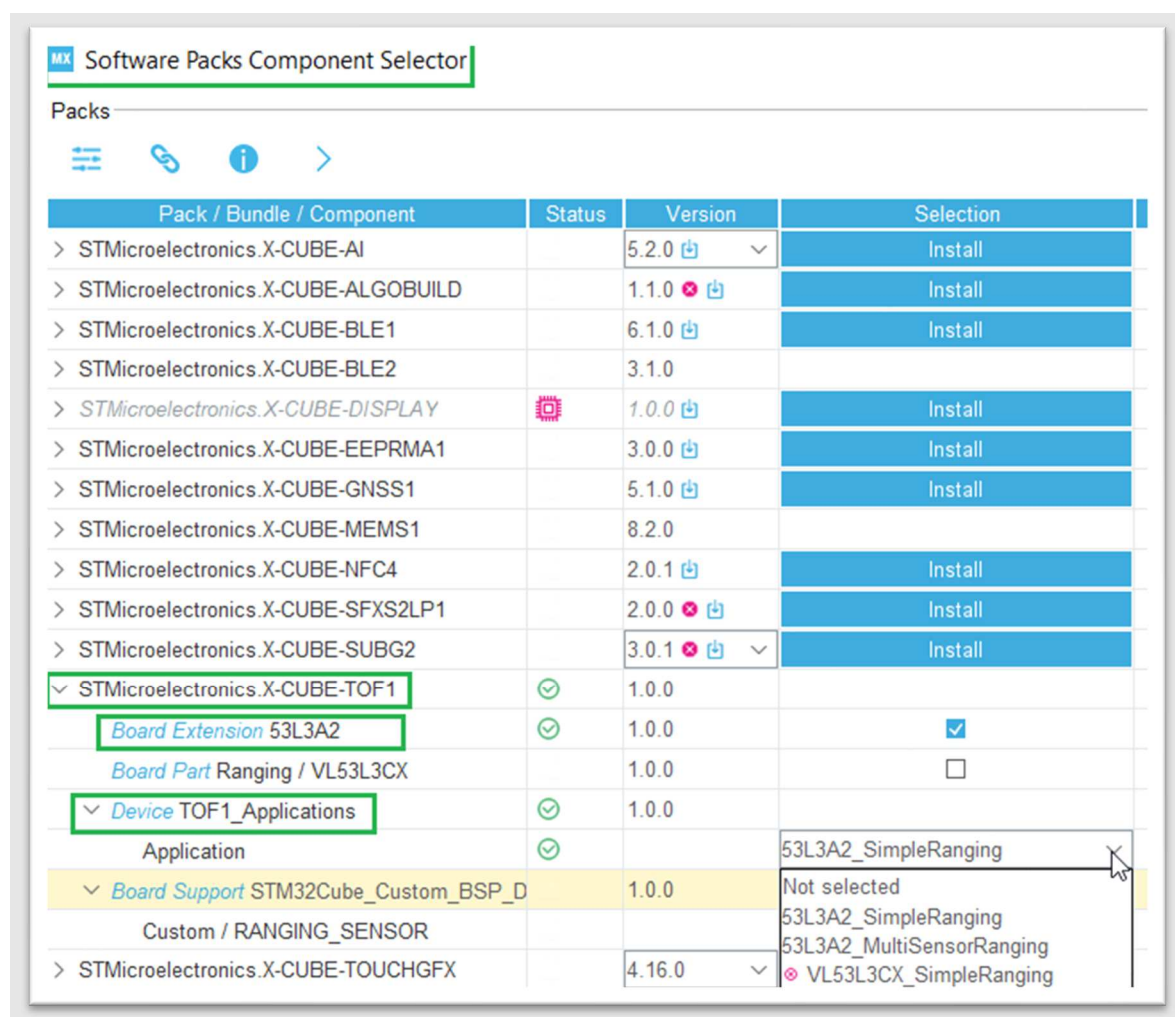 MX Software Packs Component Selector
Packs
Pack / Bundle / Component Status Version Selection
STMicroelectronics.X-CUBE-AI 5.2.0 Install
STMicroelectronics.X-CUBE-ALGOBUILD 1.1.0 Install
STMicroelectronics.X-CUBE-BLE1 6.1.0 Install
STMicroelectronics.X-CUBE-BLE2 3.1.0
STMicroelectronics.X-CUBE-DISPLAY 1.0.0 Install
STMicroelectronics.X-CUBE-EEPRMA1 3.0.0 Install
STMicroelectronics.X-CUBE-GNSS1 5.1.0 Install
STMicroelectronics.X-CUBE-MEMS1 8.2.0
STMicroelectronics.X-CUBE-NFC4 2.0.1 Install
STMicroelectronics.X-CUBE-SFXS2LP1 2.0.0 Install
STMicroelectronics.X-CUBE-SUBG2 3.0.1 Install
STMicroelectronics.X-CUBE-TOF1 1.0.0
Board Extension 53L3A2 1.0.0
Board Part Ranging / VL53L3CX 1.0.0
Device TOF1_Applications 1.0.0
Application 53L3A2_SimpleRanging
Board Support STM32Cube_Custom_BSP_D 1.0.0 Not selected
53L3A2_SimpleRanging
Custom / RANGING_SENSOR 53L3A2_MultiSensorRanging
STMicroelectronics.X-CUBE-TOUCHGFX 4.16.0 VL53L3CX_SimpleRanging